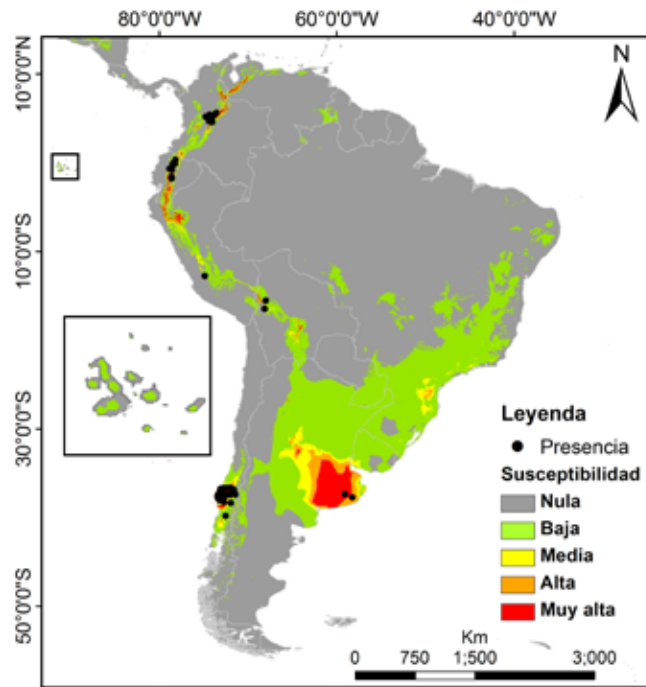 80°0'0"W 60°0'0"W 40°0'0"W
10°0'0"N
N
10°0'0"S
30°0'0"S
50°0'0"S
Leyenda
Presencia
Susceptibilidad
Nula
Baja
Media
Alta
Muy alta
Km
0 750 1;500 3;000